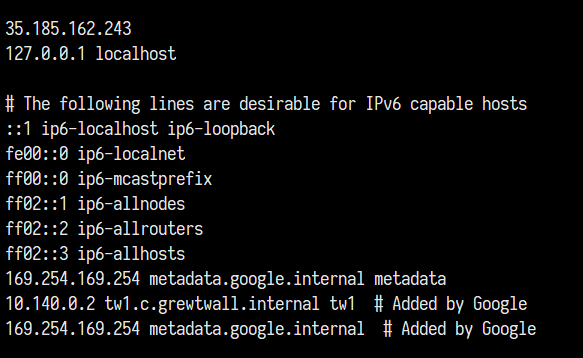 35.185.162.243
127.0.0.1 localhost
# The following lines are desirable for IPv6 capable hosts
::1 ip6-localhost ip6-loopback
fe00::0 ip6-localnet
ff00::0 ip6-mcastprefix
ff02::1 ip6-allnodes
ff02::2 ip6-allrouters
ff02::3 ip6-allhosts
169.254.169.254 metadata.google.internal metadata
10.140.0.2 tw1.c.grewtwall.internal tw1  # Added by Google
169.254.169.254 metadata.google.internal  # Added by Google